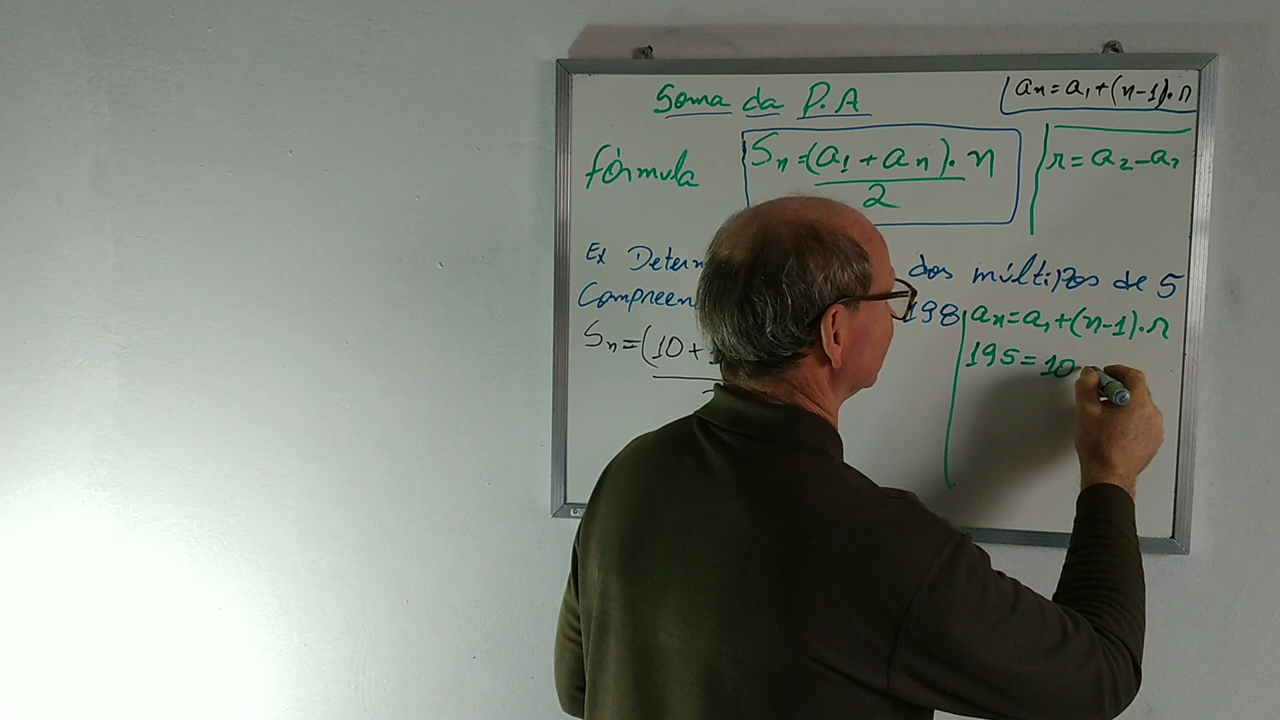 Soma da P.A
an=a1+(n-1).r
fórmula
Sn=(a1+an).n
2
r=a2-a1
Ex Determ
dos múltiplos de 5
Compreen
198
an=a1+(n-1).r
Sn=(10+
195=10